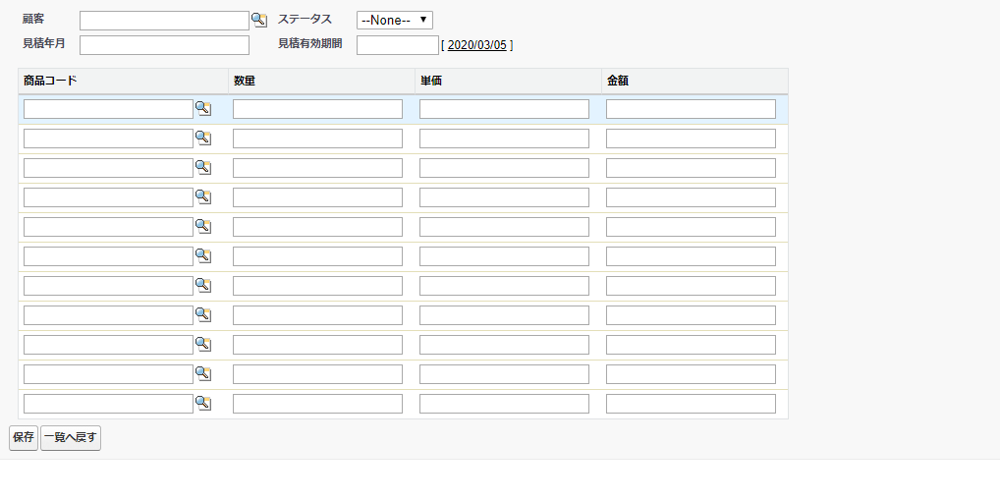 顧客 ステータス --None--
見積年月 見積有効期間 [ 2020/03/05 ]
商品コード 数量 単価 金額
保存 一覧へ戻す